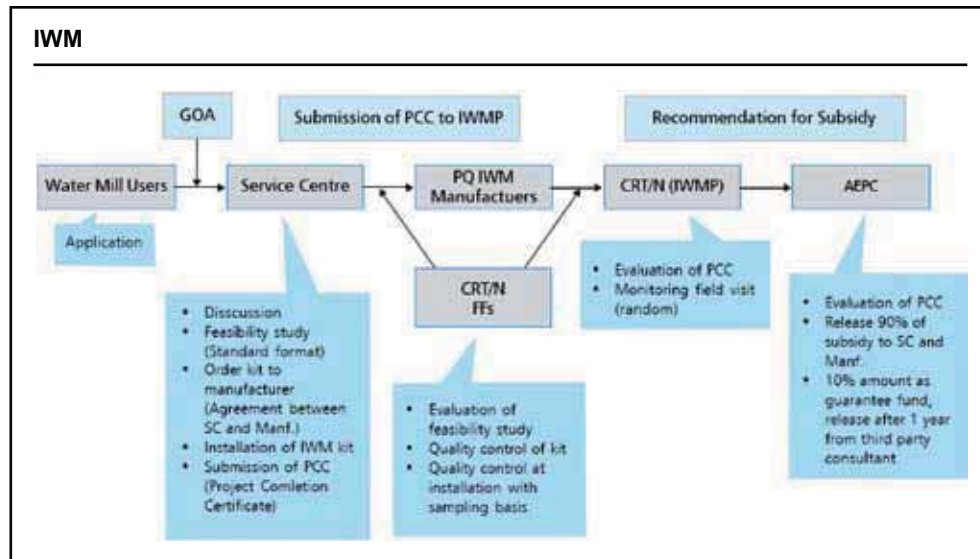 IWM
GOA
Submission of PCC to IWMP
Recommendation for Subsidy
Water Mill Users
Service Centre
PQ IWM
Manufactuers
CRT/N (IWMP)
AEPC
Application
CRT/N
FFs
• Disscussion
• Feasibility study
(Standard format)
• Order kit to
manufacturer
(Agreement between
SC and Manf.)
• Installation of IWM kit
• Submission of PCC
(Project Comletion
Certificate)
• Evaluation of
feasibility study
• Quality control of kit
• Quality control at
installation with
sampling basis
• Evaluation of PCC
• Monitoring field visit
(random)
• Evaluation of PCC
• Release 90% of
subsidy to SC and
Manf.
• 10% amount as
guarantee fund,
release after 1 year
from third party
consultant